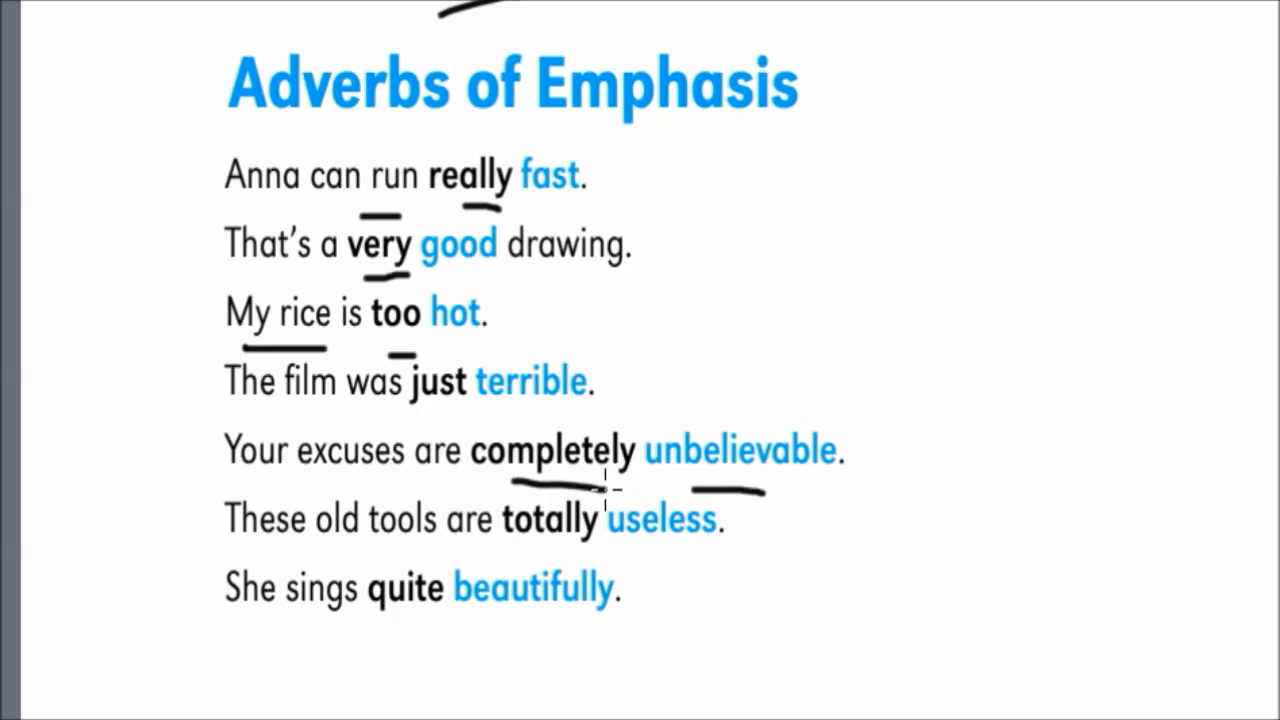 Adverbs of Emphasis
Anna can run really fast.
That's a very good drawing.
My rice is too hot.
The film was just terrible.
Your excuses are completely unbelievable.
These old tools are totally useless.
She sings quite beautifully.